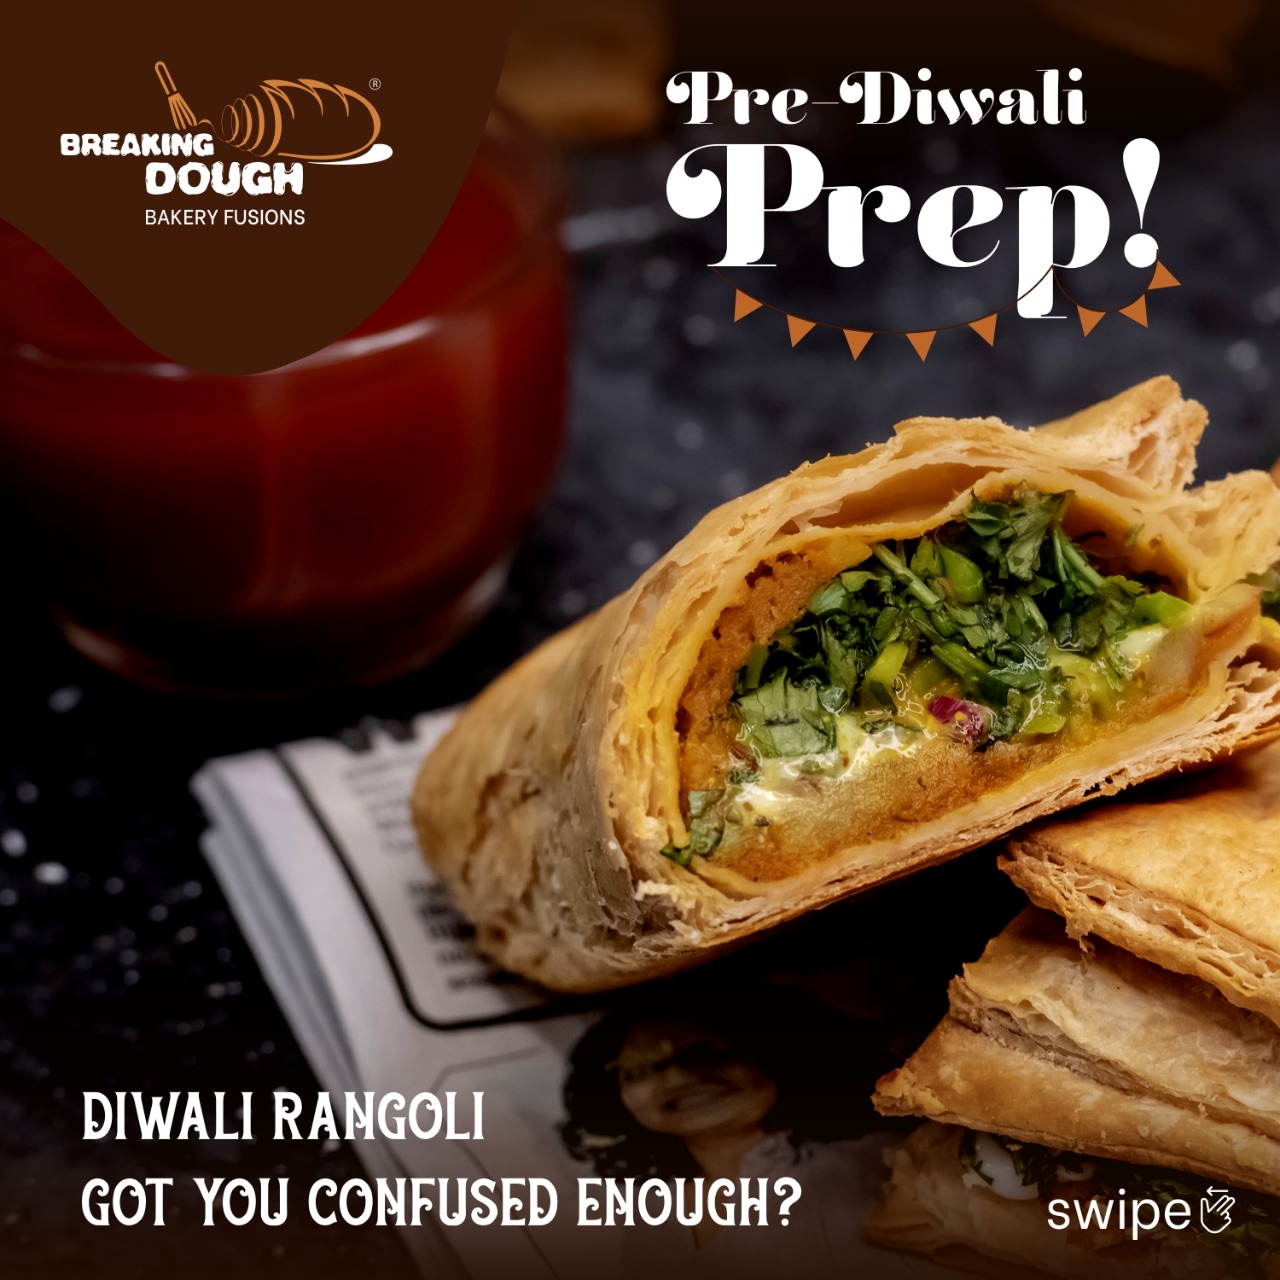 BREAKING
DOUGH
®
BAKERY FUSIONS
Pre-Diwali
Prep!
DIWALI RANGOLI
GOT YOU CONFUSED ENOUGH?
swipe